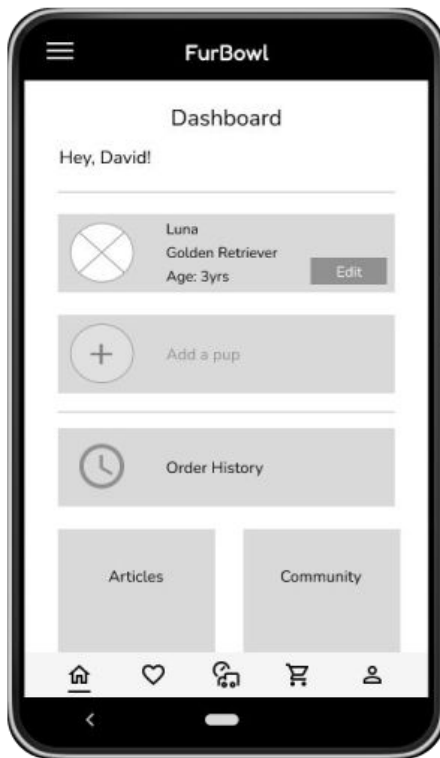 FurBowl
Dashboard
Hey, David!
Luna
Golden Retriever
Age: 3yrs
Edit
Add a pup
Order History
Articles
Community